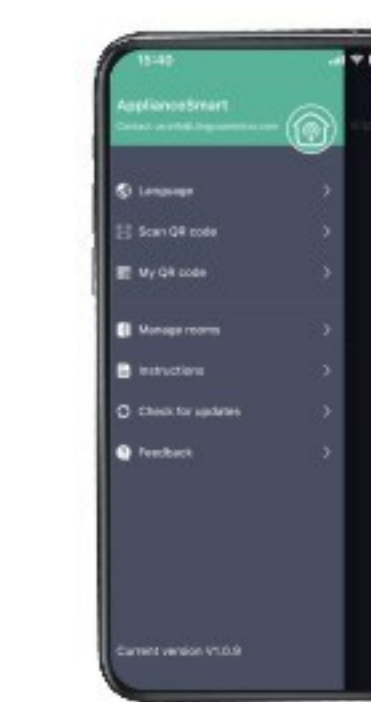 15:40
ApplianceSmart
Language
Scan QR code
My QR code
Manage rooms
Instructions
Check for updates
Feedback
Current version V1.0.9